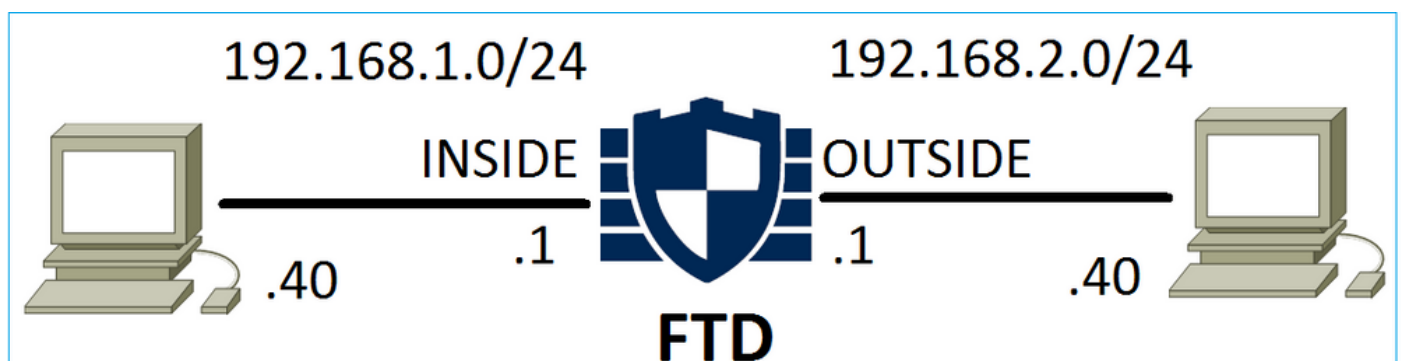 192.168.1.0/24
192.168.2.0/24
INSIDE
OUTSIDE
.40
.1
.1
.40
FTD